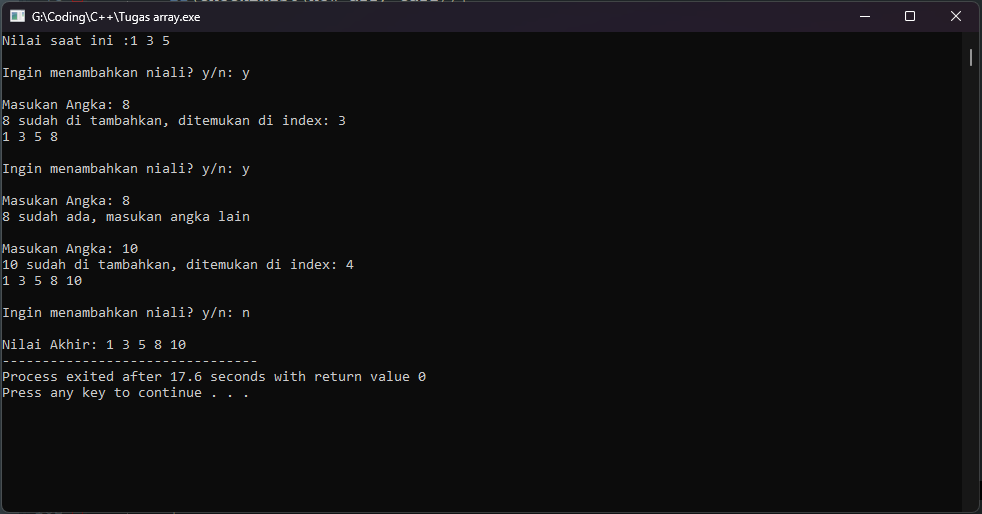 G:\Coding\C++\Tugas array.exe
Nilai saat ini :1 3 5
Ingin menambahkan niali? y/n: y
Masukan Angka: 8
8 sudah di tambahkan, ditemukan di index: 3
1 3 5 8
Ingin menambahkan niali? y/n: y
Masukan Angka: 8
8 sudah ada, masukan angka lain
Masukan Angka: 10
10 sudah di tambahkan, ditemukan di index: 4
1 3 5 8 10
Ingin menambahkan niali? y/n: n
Nilai Akhir: 1 3 5 8 10
--------------------------------
Process exited after 17.6 seconds with return value 0
Press any key to continue . . .